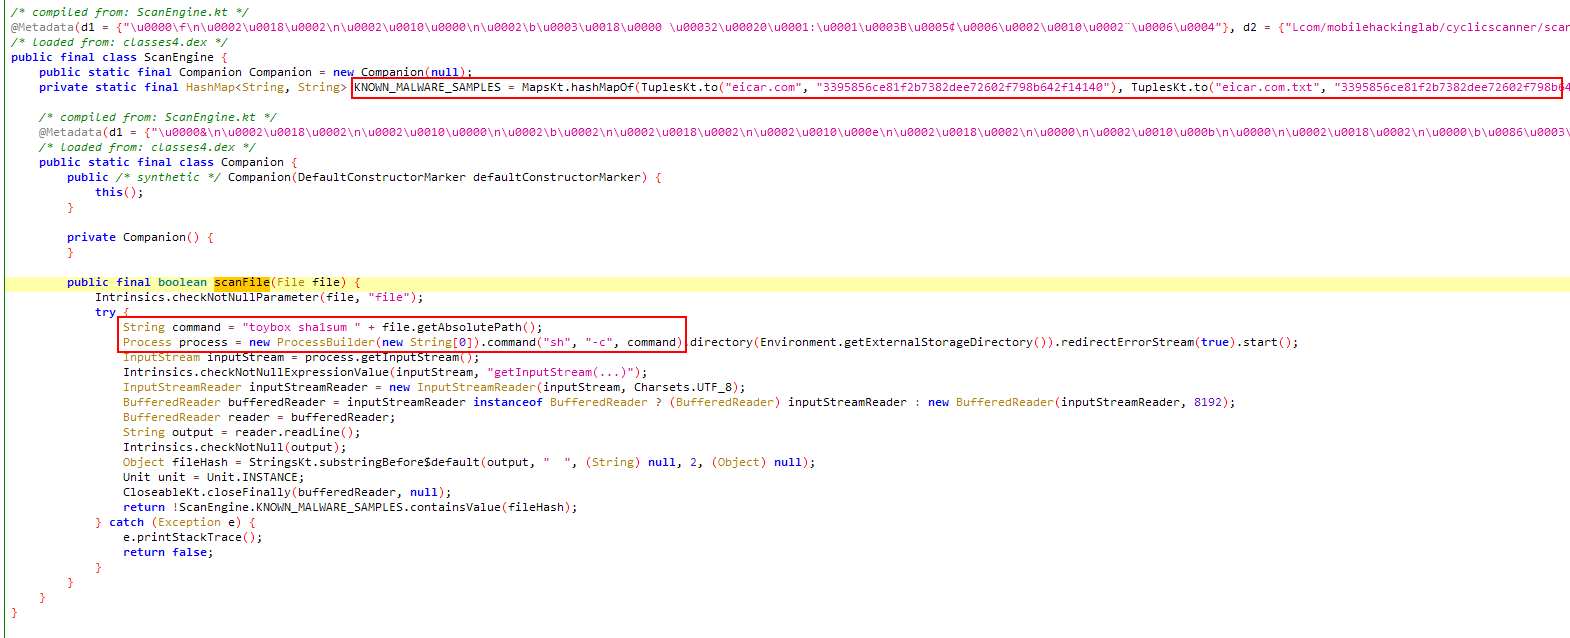 /* compiled from: ScanEngine.kt */
@Metadata(d1 = {"\u0000\f\n\u0002\u0018\u0002\n\u0002\u0010\u0000\n\u0002\b\u0003\u0018\u0000 \u00032\u00020\u0001:\u0001\u0003B\u0005¢\u0006\u0002\u0010\u0002¨\u0006\u0004"}, d2 = {"Lcom/mobilehackinglab/cyclicscanner/scan
/* loaded from: classes4.dex */
public final class ScanEngine {
    public static final Companion Companion = new Companion(null);
    private static final HashMap<String, String> KNOWN_MALWARE_SAMPLES = MapsKt.hashMapOf(TuplesKt.to("eicar.com", "3395856ce81f2b7382dee72602f798b642f14140"), TuplesKt.to("eicar.com.txt", "3395856ce81f2b7382dee72602f798b64
    /* compiled from: ScanEngine.kt */
    @Metadata(d1 = {"\u0000&\n\u0002\u0018\u0002\n\u0002\u0010\u0000\n\u0002\b\u0002\n\u0002\u0018\u0002\n\u0002\u0010\u000e\n\u0002\u0018\u0002\n\u0000\n\u0002\u0010\u000b\n\u0000\n\u0002\u0018\u0002\n\u0000\b\u0086\u0003\
    /* loaded from: classes4.dex */
    public static final class Companion {
        public /* synthetic */ Companion(DefaultConstructorMarker defaultConstructorMarker) {
            this();
        }
        private Companion() {
        }
        public final boolean scanFile(File file) {
            Intrinsics.checkNotNullParameter(file, "file");
            try {
                String command = "toybox sha1sum " + file.getAbsolutePath();
                Process process = new ProcessBuilder(new String[0]).command("sh", "-c", command).directory(Environment.getExternalStorageDirectory()).redirectErrorStream(true).start();
                InputStream inputStream = process.getInputStream();
                Intrinsics.checkNotNullExpressionValue(inputStream, "getInputStream(...)");
                InputStreamReader inputStreamReader = new InputStreamReader(inputStream, Charsets.UTF_8);
                BufferedReader bufferedReader = inputStreamReader instanceof BufferedReader ? (BufferedReader) inputStreamReader : new BufferedReader(inputStreamReader, 8192);
                BufferedReader reader = bufferedReader;
                String output = reader.readLine();
                Intrinsics.checkNotNull(output);
                Object fileHash = StringsKt.substringBefore$default(output, "  ", (String) null, 2, (Object) null);
                Unit unit = Unit.INSTANCE;
                CloseableKt.closeFinally(bufferedReader, null);
                return !ScanEngine.KNOWN_MALWARE_SAMPLES.containsValue(fileHash);
            } catch (Exception e) {
                e.printStackTrace();
                return false;
            }
        }
    }
}